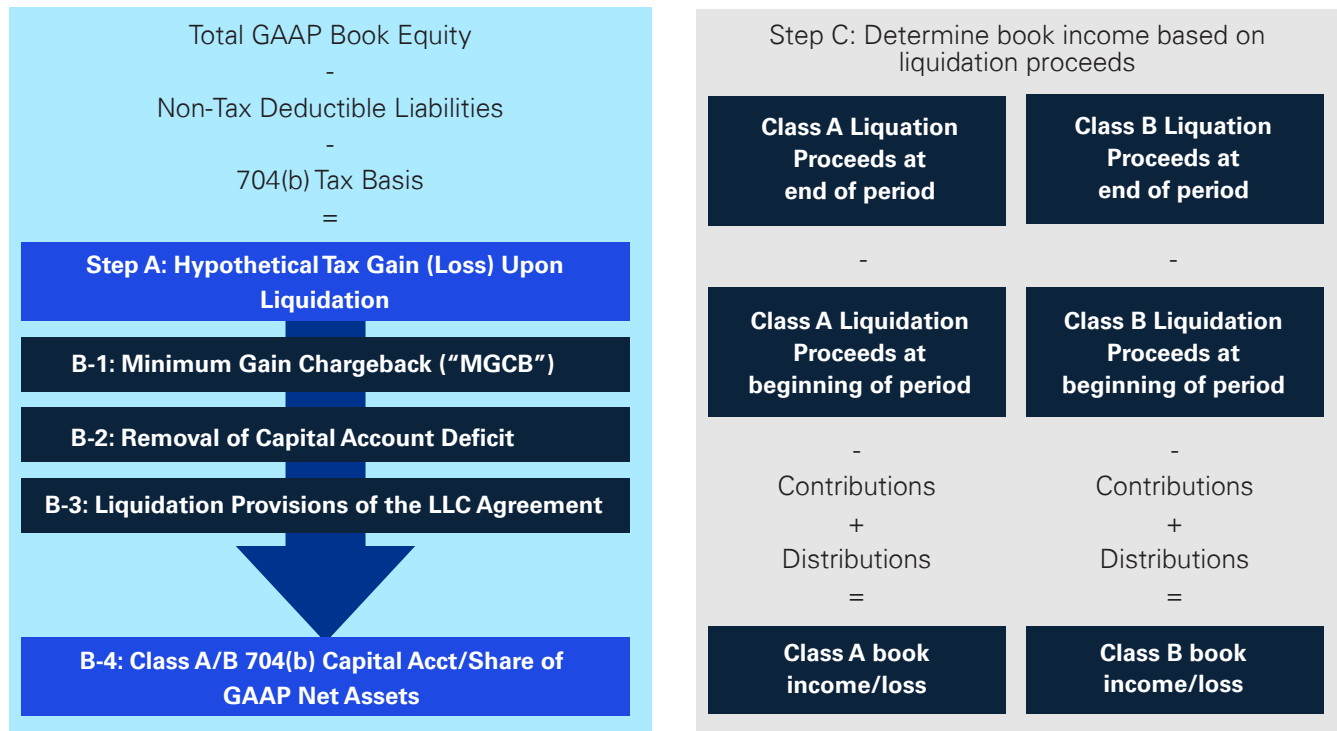 Total GAAP Book Equity
-
Non-Tax Deductible Liabilities
-
704(b) Tax Basis
=
Step A: Hypothetical Tax Gain (Loss) Upon
Liquidation
B-1: Minimum Gain Chargeback (“MGCB”)
B-2: Removal of Capital Account Deficit
B-3: Liquidation Provisions of the LLC Agreement
B-4: Class A/B 704(b) Capital Acct/Share of
GAAP Net Assets
Step C: Determine book income based on
liquidation proceeds
Class A Liquation
Proceeds at
end of period
-
Class A Liquidation
Proceeds at
beginning of period
-
Contributions
+
Distributions
=
Class A book
income/loss
Class B Liquation
Proceeds at
end of period
-
Class B Liquidation
Proceeds at
beginning of period
-
Contributions
+
Distributions
=
Class B book
income/loss